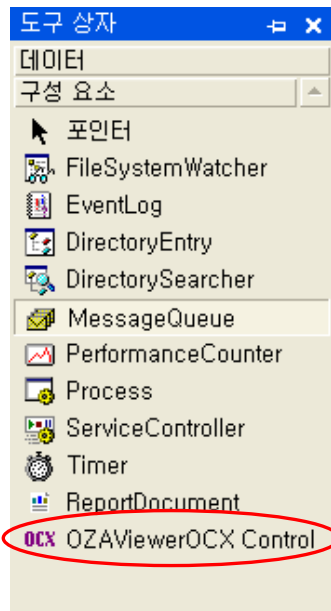 도구 상자
데이터
구성 요소
포인터
FileSystemWatcher
EventLog
DirectoryEntry
DirectorySearcher
MessageQueue
PerformanceCounter
Process
ServiceController
Timer
ReportDocument
OCX OZAViewerOCX Control